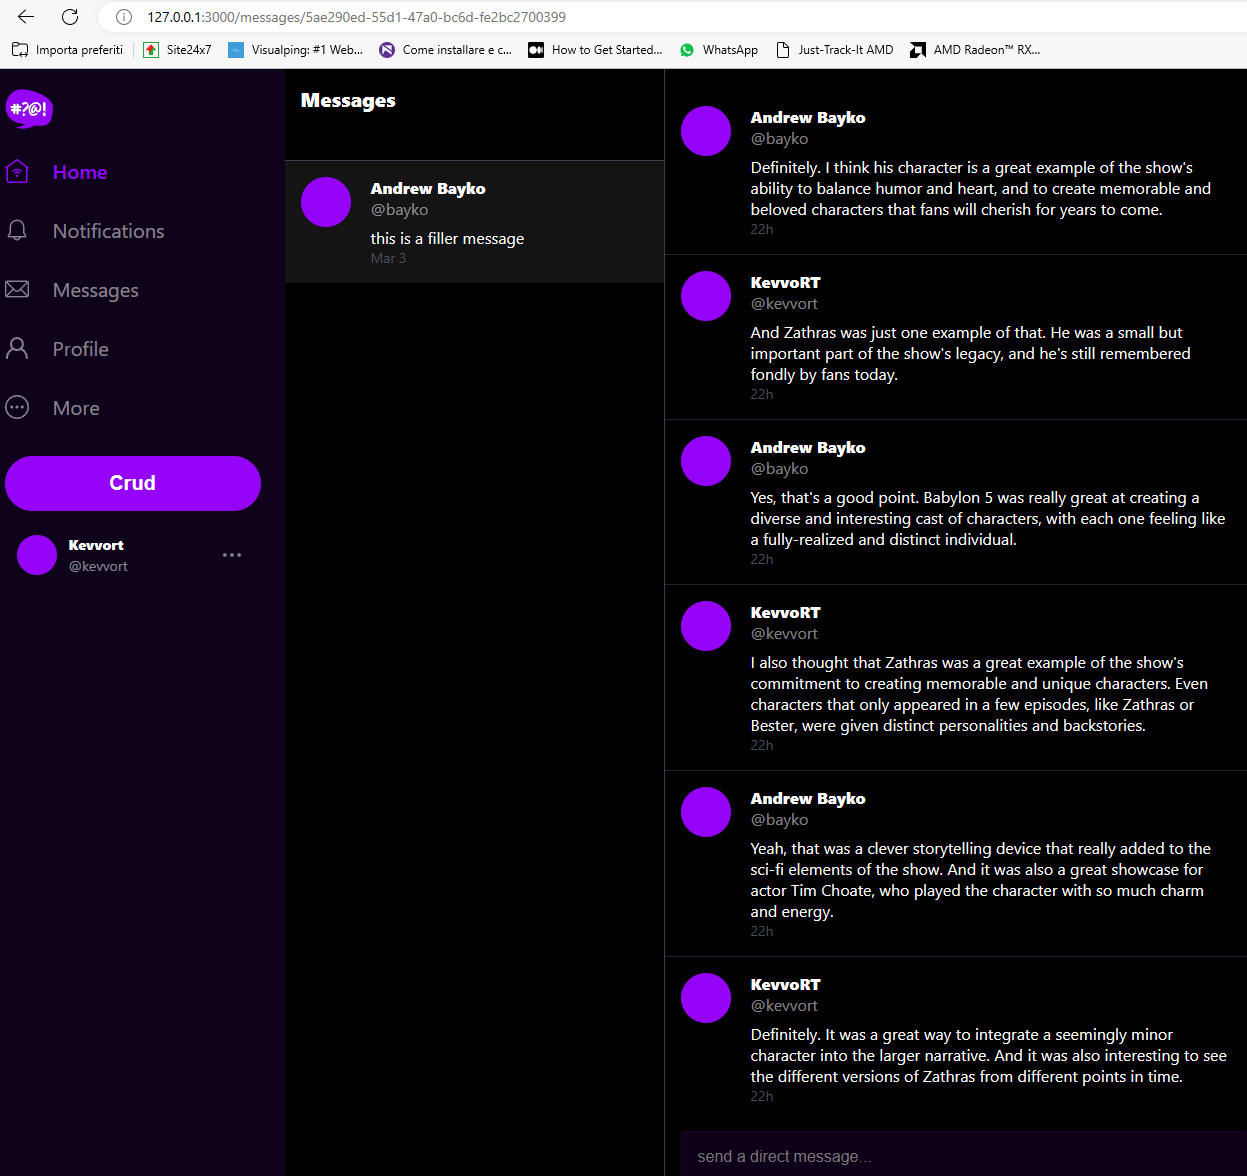 127.0.0.1:3000/messages/5ae290ed-55d1-47a0-bc6d-fe2bc2700399
Importa preferiti
Site24x7
Visualping: #1 Web...
Come installare e c...
How to Get Started...
WhatsApp
Just-Track-It AMD
AMD Radeon™ RX...
#?@!
Home
Notifications
Messages
Profile
More
Crud
Kevvort
@kevvort
Messages
Andrew Bayko
@bayko
this is a filler message
Mar 3
Andrew Bayko
@bayko
Definitely. I think his character is a great example of the show's
ability to balance humor and heart, and to create memorable and
beloved characters that fans will cherish for years to come.
22h
KevvoRT
@kevvort
And Zathras was just one example of that. He was a small but
important part of the show's legacy, and he's still remembered
fondly by fans today.
22h
Andrew Bayko
@bayko
Yes, that's a good point. Babylon 5 was really great at creating a
diverse and interesting cast of characters, with each one feeling like
a fully-realized and distinct individual.
22h
KevvoRT
@kevvort
I also thought that Zathras was a great example of the show's
commitment to creating memorable and unique characters. Even
characters that only appeared in a few episodes, like Zathras or
Bester, were given distinct personalities and backstories.
22h
Andrew Bayko
@bayko
Yeah, that was a clever storytelling device that really added to the
sci-fi elements of the show. And it was also a great showcase for
actor Tim Choate, who played the character with so much charm
and energy.
22h
KevvoRT
@kevvort
Definitely. It was a great way to integrate a seemingly minor
character into the larger narrative. And it was also interesting to see
the different versions of Zathras from different points in time.
22h
send a direct message...